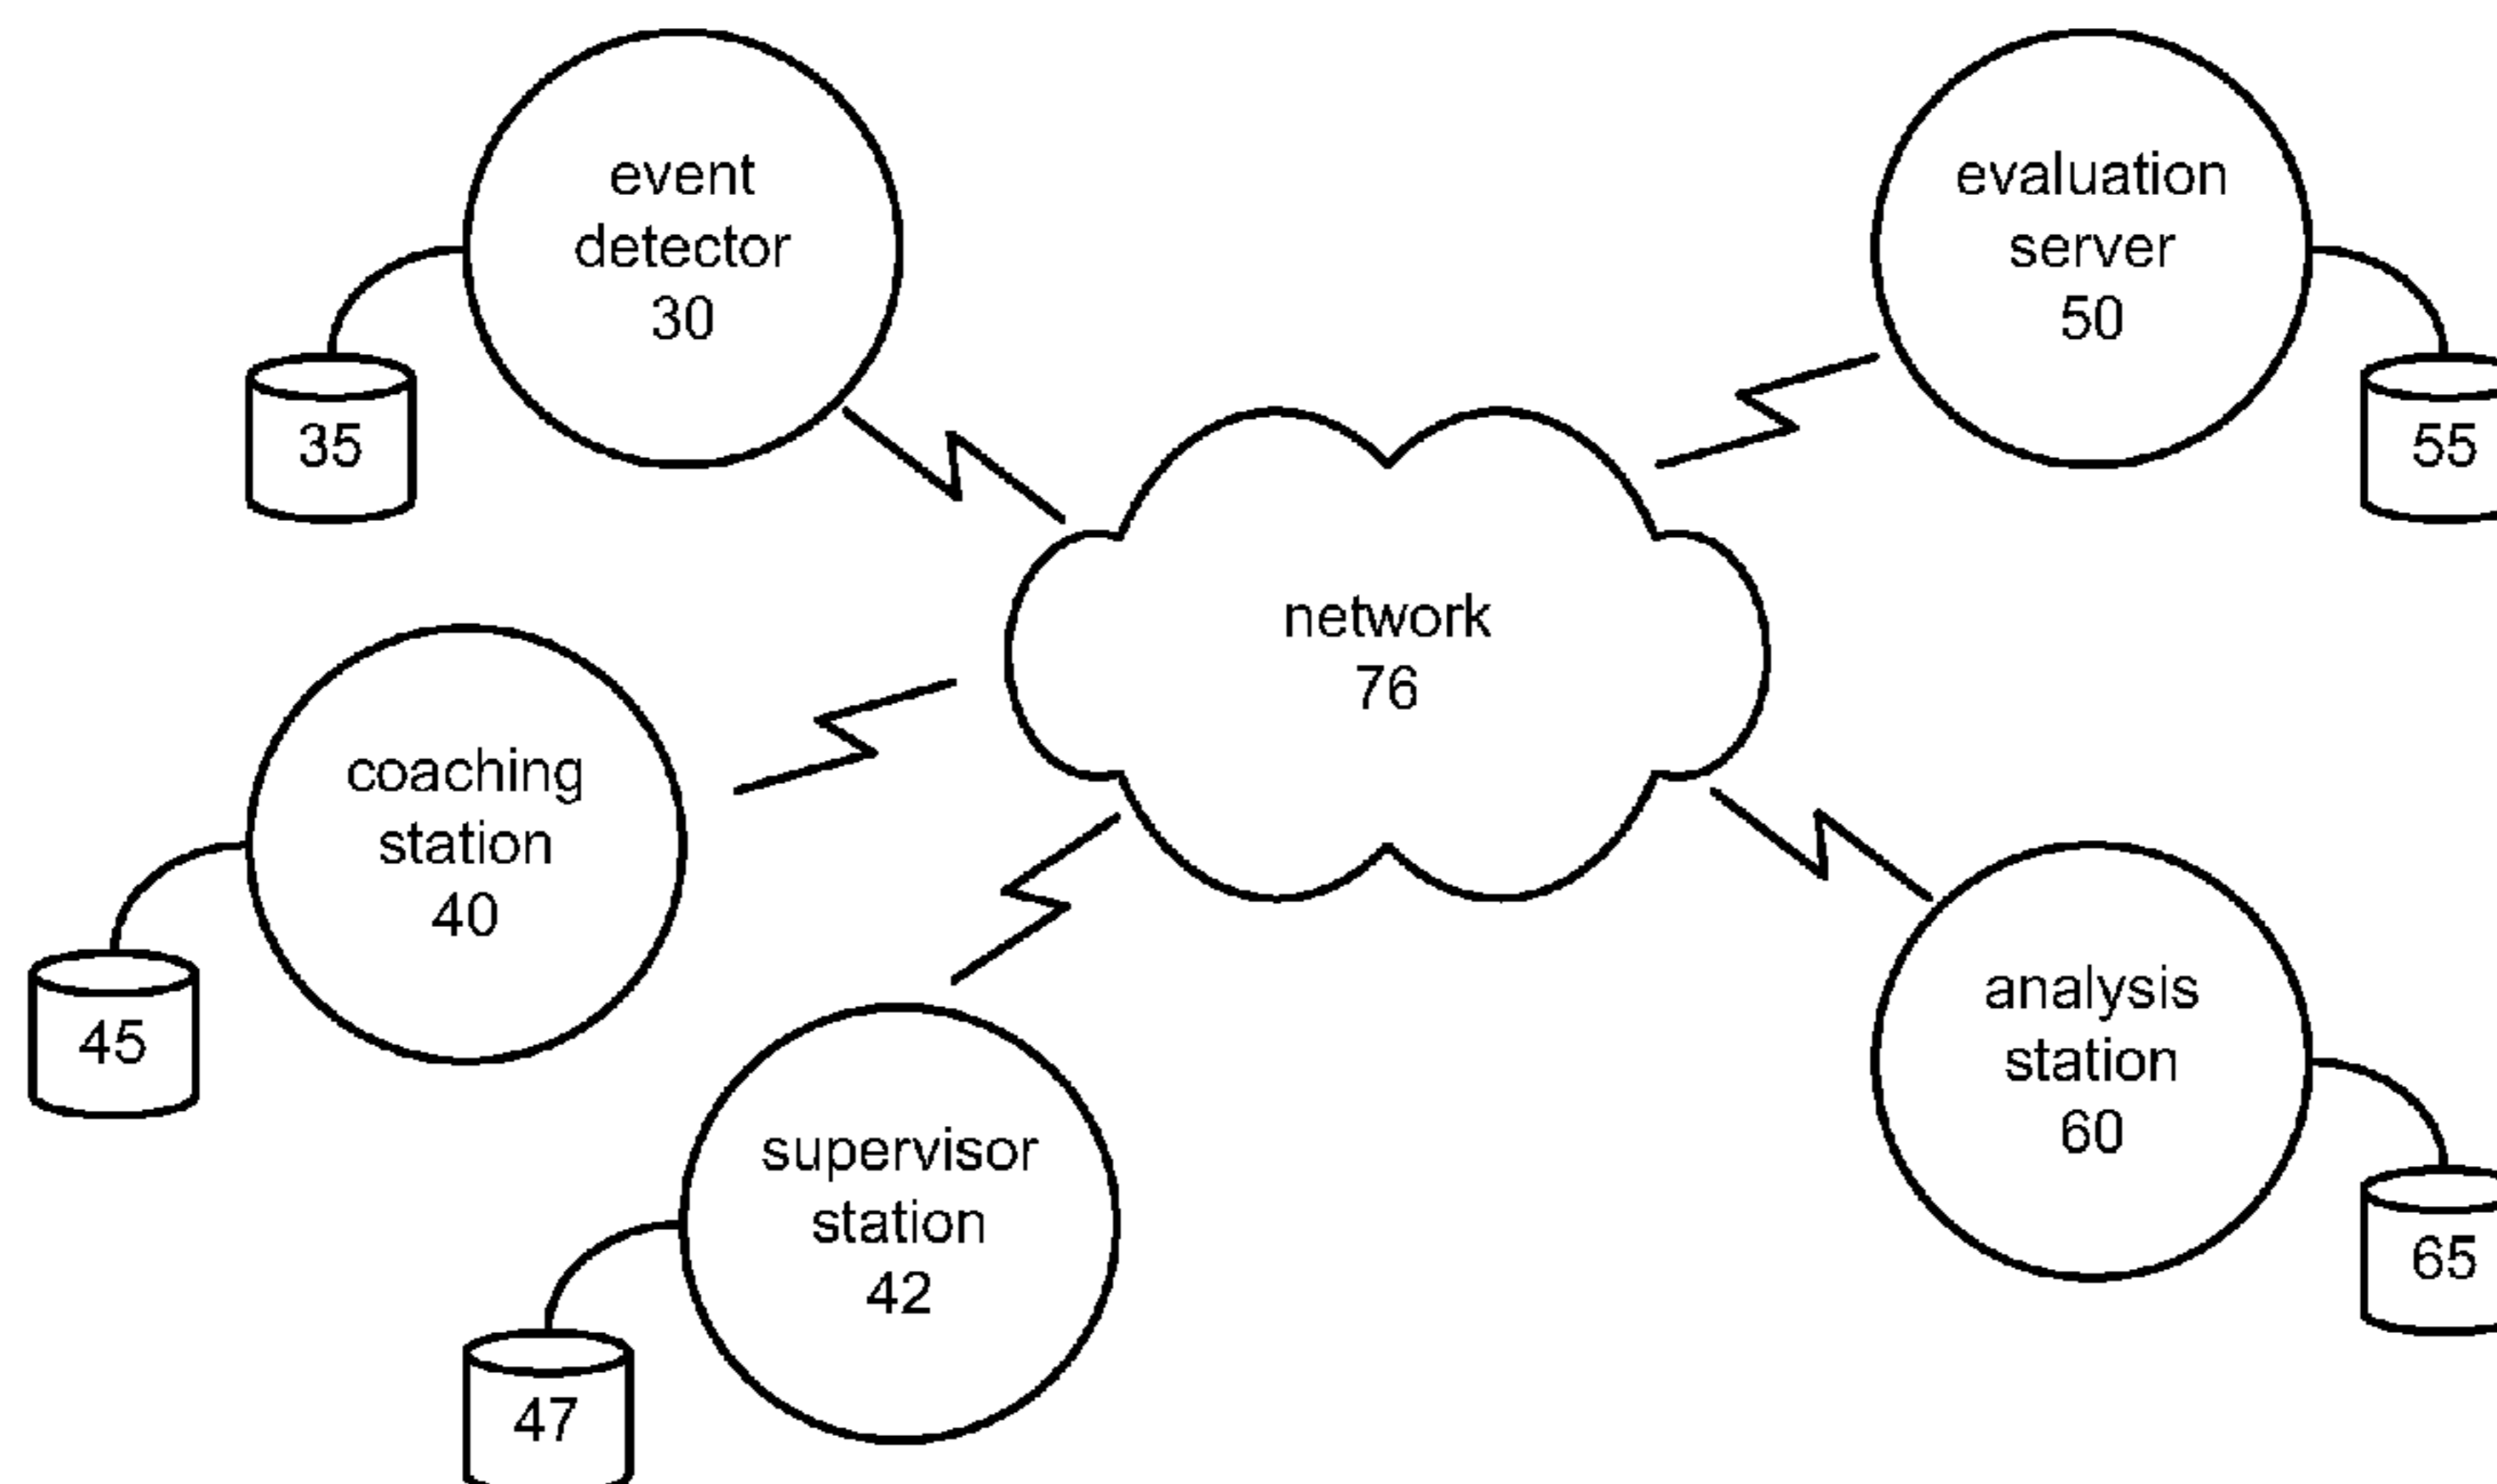 event
detector
30
35
evaluation
server
50
55
network
76
coaching
station
40
45
supervisor
station
42
47
analysis
station
60
65